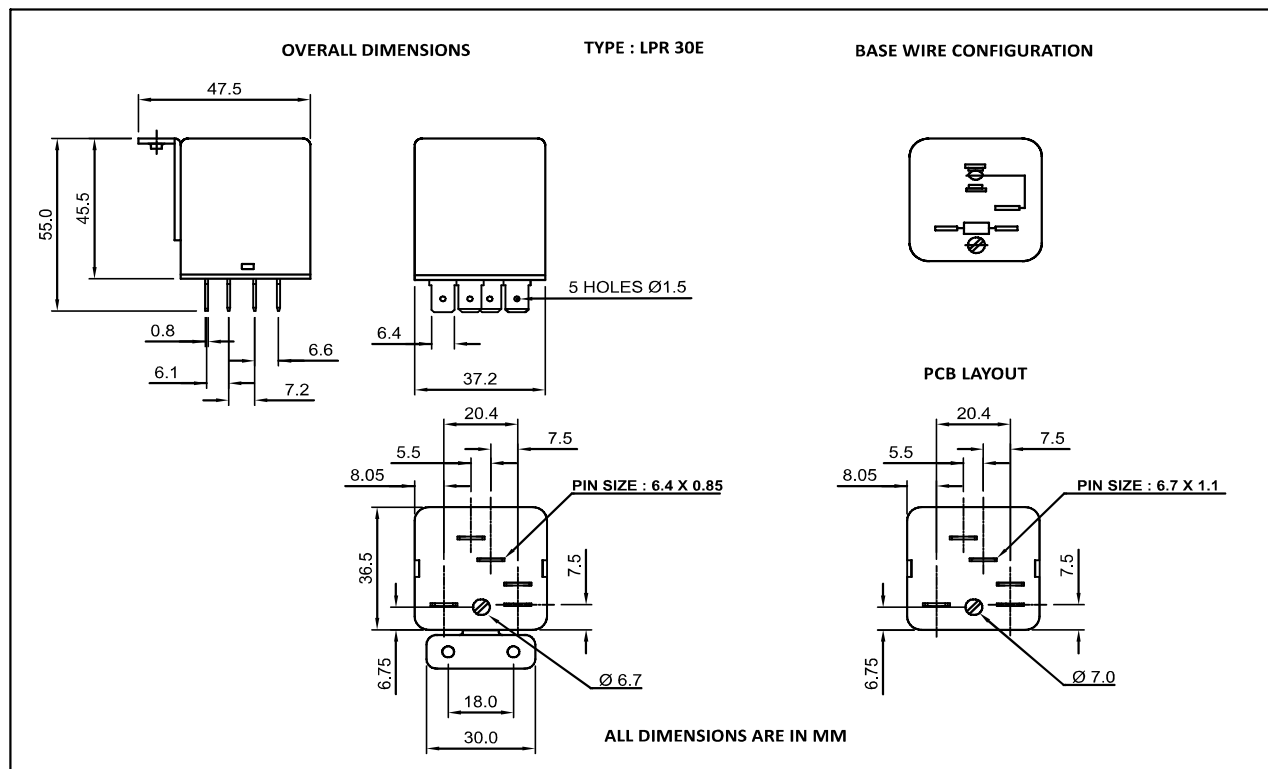 OVERALL DIMENSIONS
TYPE : LPR 30E
BASE WIRE CONFIGURATION
47.5
55.0
45.5
5 HOLES Ø1.5
0.8
6.6
6.1
7.2
6.4
37.2
PCB LAYOUT
20.4
7.5
5.5
8.05
PIN SIZE : 6.4 X 0.85
36.5
7.5
6.75
Ø 6.7
18.0
30.0
20.4
7.5
5.5
8.05
PIN SIZE : 6.7 X 1.1
7.5
6.75
Ø 7.0
ALL DIMENSIONS ARE IN MM